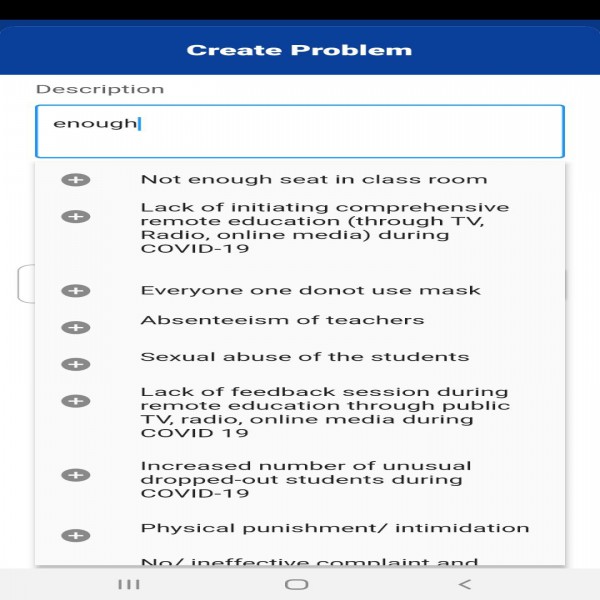 Create Problem
Description
enough
Not enough seat in class room
Lack of initiating comprehensive
remote education (through TV,
Radio, online media) during
COVID-19
Everyone one donot use mask
Absenteeism of teachers
Sexual abuse of the students
Lack of feedback session during
remote education through public
TV, radio, online media during
COVID 19
Increased number of unusual
dropped-out students during
COVID-19
Physical punishment/ intimidation
No/ ineffective complaint and